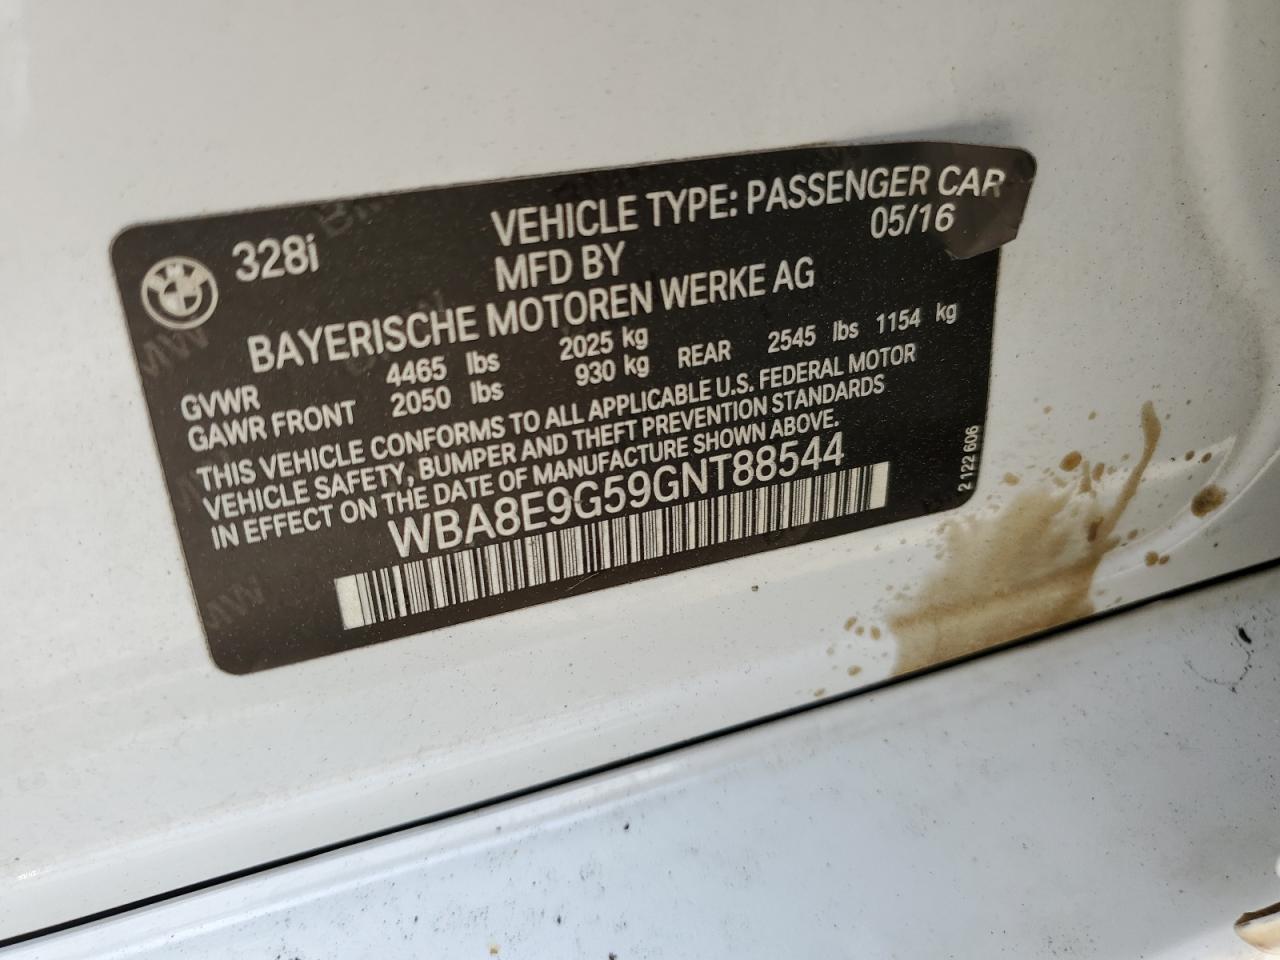 328i
VEHICLE TYPE: PASSENGER CAR
MFD BY 05/16
BAYERISCHE MOTOREN WERKE AG
GVWR 4465 lbs 2025 kg
GAWR FRONT 2050 lbs 930 kg REAR 2545 lbs 1154 kg
THIS VEHICLE CONFORMS TO ALL APPLICABLE U.S. FEDERAL MOTOR
VEHICLE SAFETY, BUMPER AND THEFT PREVENTION STANDARDS
IN EFFECT ON THE DATE OF MANUFACTURE SHOWN ABOVE.
WBA8E9G59GNT88544
2 122 606